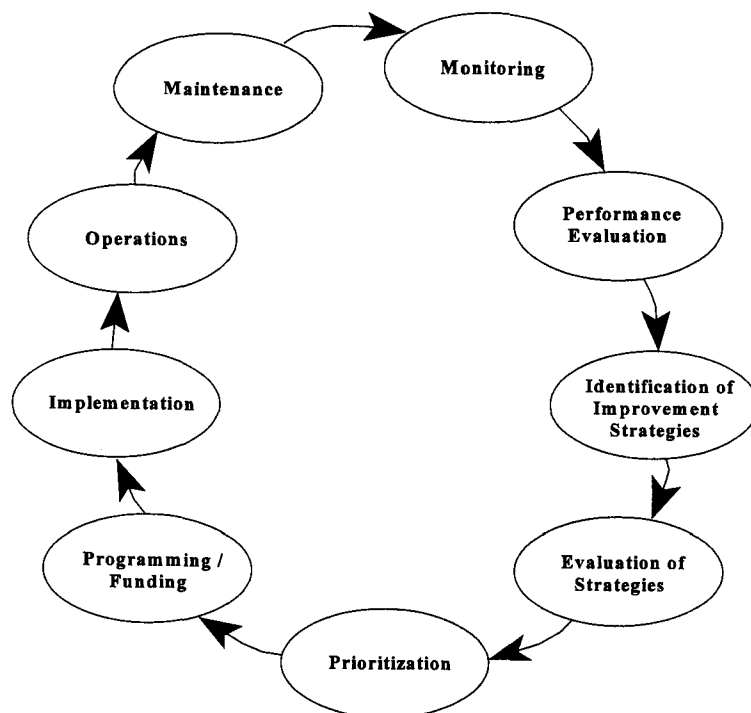 Maintenance
Monitoring
Performance
Evaluation
Identification of
Improvement
Strategies
Evaluation of
Strategies
Prioritization
Programming /
Funding
Implementation
Operations